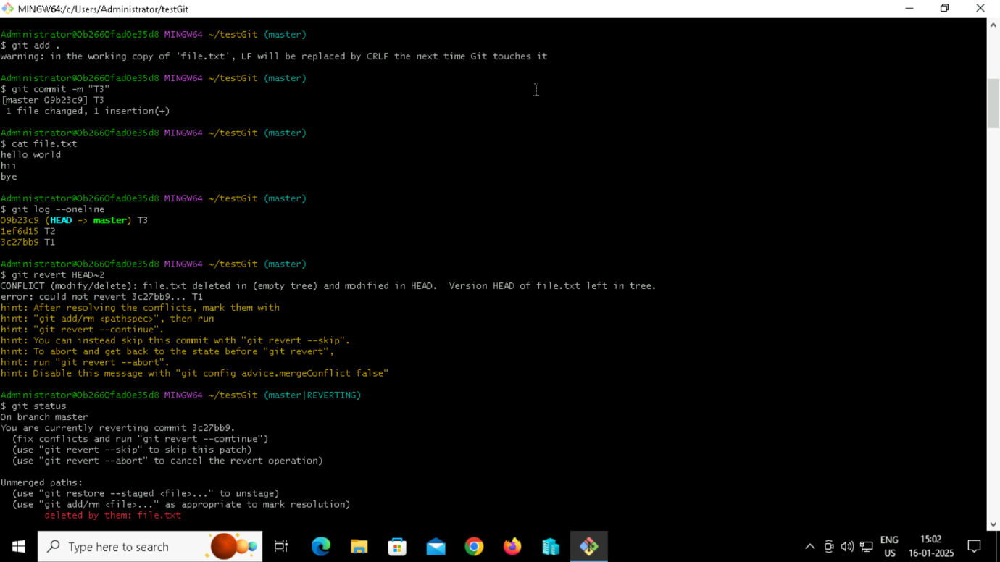 MINGW64:/c/Users/Administrator/testGit
Administrator@0b2660fad0e35d8 MINGW64 ~/testGit (master)
$ git add .
warning: in the working copy of 'file.txt', LF will be replaced by CRLF the next time Git touches it
Administrator@0b2660fad0e35d8 MINGW64 ~/testGit (master)
$ git commit -m "T3"
[master 09b23c9] T3
 1 file changed, 1 insertion(+)
Administrator@0b2660fad0e35d8 MINGW64 ~/testGit (master)
$ cat file.txt
hello world
hii
bye
Administrator@0b2660fad0e35d8 MINGW64 ~/testGit (master)
$ git log --oneline
09b23c9 (HEAD -> master) T3
1ef6d15 T2
3c27bb9 T1
Administrator@0b2660fad0e35d8 MINGW64 ~/testGit (master)
$ git revert HEAD~2
CONFLICT (modify/delete): file.txt deleted in (empty tree) and modified in HEAD.  Version HEAD of file.txt left in tree.
error: could not revert 3c27bb9... T1
hint: After resolving the conflicts, mark them with
hint: "git add/rm <pathspec>", then run
hint: "git revert --continue".
hint: You can instead skip this commit with "git revert --skip".
hint: To abort and get back to the state before "git revert",
hint: run "git revert --abort".
hint: Disable this message with "git config advice.mergeConflict false"
Administrator@0b2660fad0e35d8 MINGW64 ~/testGit (master|REVERTING)
$ git status
On branch master
You are currently reverting commit 3c27bb9.
  (fix conflicts and run "git revert --continue")
  (use "git revert --skip" to skip this patch)
  (use "git revert --abort" to cancel the revert operation)
Unmerged paths:
  (use "git restore --staged <file>..." to unstage)
  (use "git add/rm <file>..." as appropriate to mark resolution)
        deleted by them: file.txt
Type here to search
ENG
US
15:02
16-01-2025